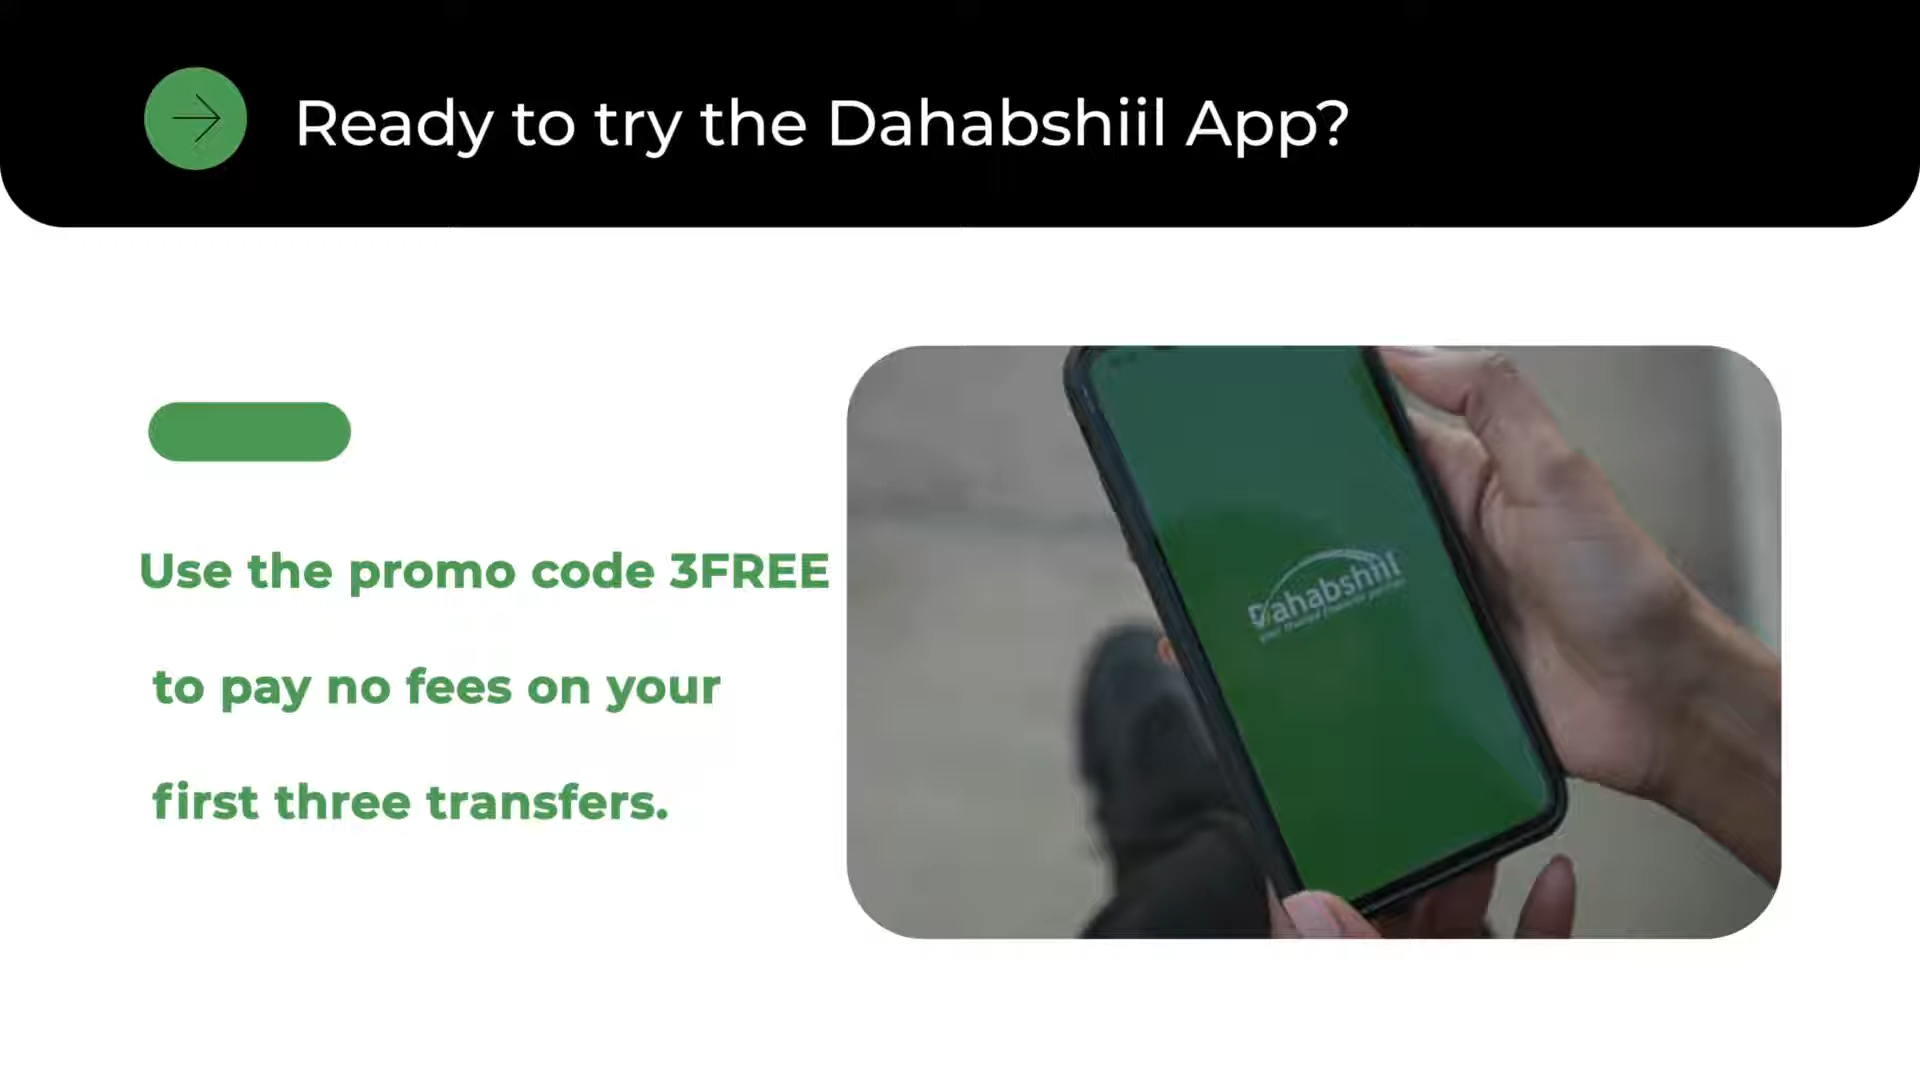 Ready to try the Dahabshiil App?
Use the promo code 3FREE
to pay no fees on your
first three transfers.
Dahabshiil